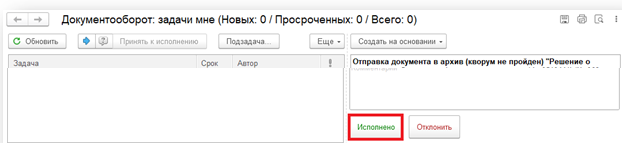 Документооборот: задачи мне (Новых: 0 / Просроченных: 0 / Всего: 0)
Обновить Принять к исполнению Подзадача... Еще Создать на основании
Задача Срок Автор
Отправка документа в архив (кворум не пройден) "Решение о
Исполнено Отклонить